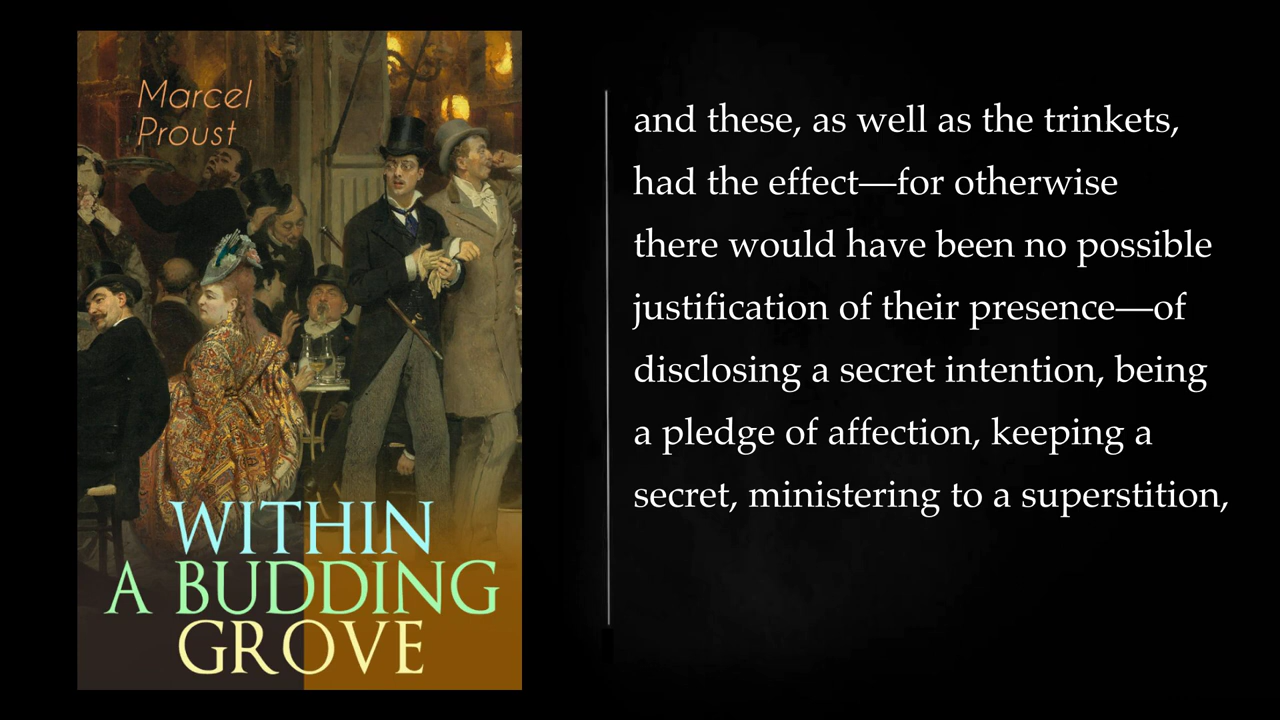 Marcel
Proust
WITHIN
A BUDDING
GROVE
and these, as well as the trinkets,
had the effect—for otherwise
there would have been no possible
justification of their presence—of
disclosing a secret intention, being
a pledge of affection, keeping a
secret, ministering to a superstition,